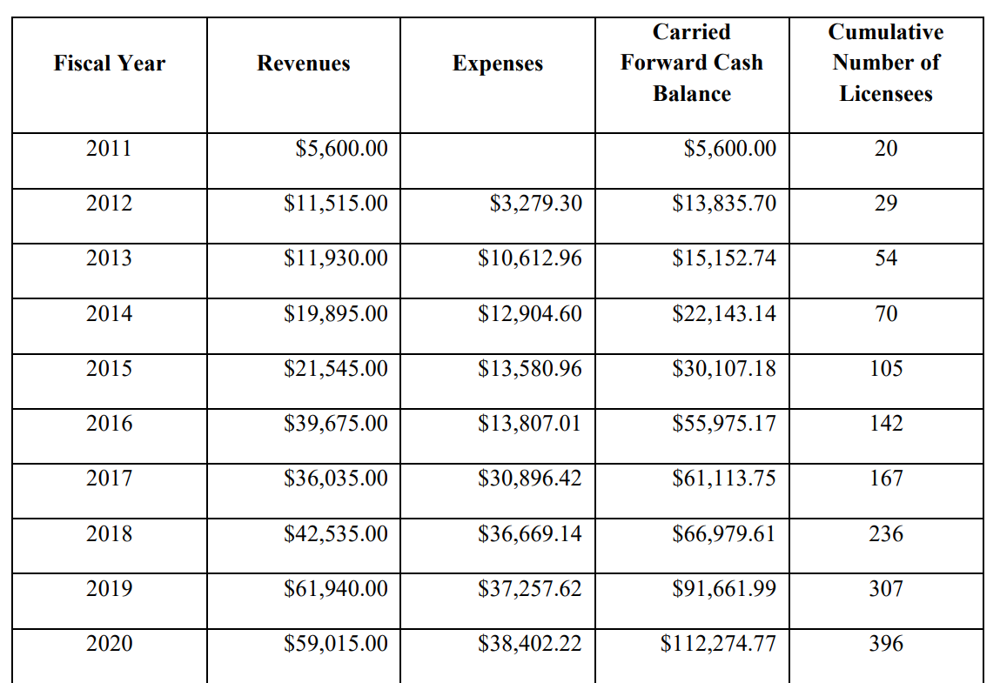 Fiscal Year Revenues Expenses Carried Forward Cash Balance Cumulative Number of Licensees
2011 $5,600.00 $5,600.00 20
2012 $11,515.00 $3,279.30 $13,835.70 29
2013 $11,930.00 $10,612.96 $15,152.74 54
2014 $19,895.00 $12,904.60 $22,143.14 70
2015 $21,545.00 $13,580.96 $30,107.18 105
2016 $39,675.00 $13,807.01 $55,975.17 142
2017 $36,035.00 $30,896.42 $61,113.75 167
2018 $42,535.00 $36,669.14 $66,979.61 236
2019 $61,940.00 $37,257.62 $91,661.99 307
2020 $59,015.00 $38,402.22 $112,274.77 396